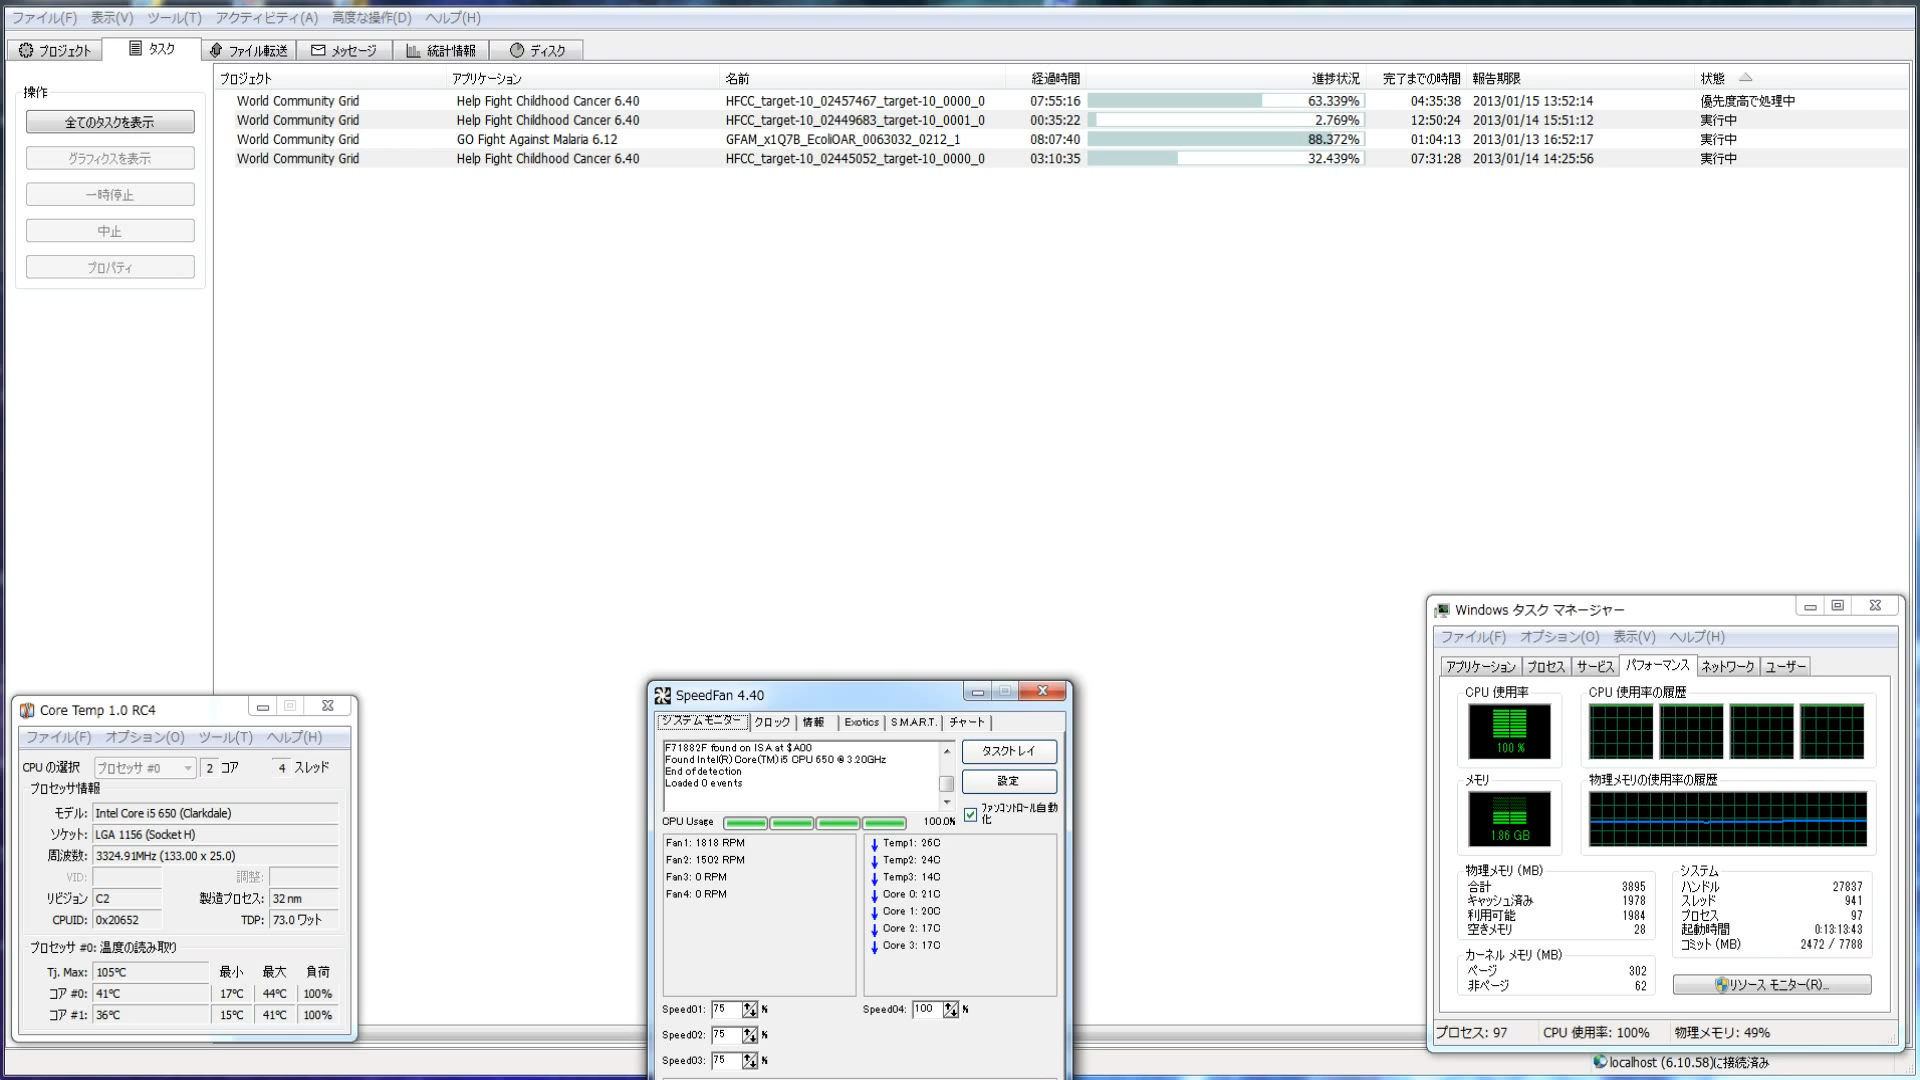 ファイル(F) 表示(V) ツール(T) アクティビティ(A) 高度な操作(D) ヘルプ(H)
プロジェクト タスク ファイル転送 メッセージ 統計情報 ディスク
操作
全てのタスクを表示
グラフィクスを表示
一時停止
中止
プロパティ
プロジェクト アプリケーション 名前 経過時間 進捗状況 完了までの時間 報告期限 状態
World Community Grid Help Fight Childhood Cancer 6.40 HFCC_target-10_02457467_target-10_0000_0 07:55:16 63.339% 04:35:38 2013/01/15 13:52:14 優先度高で処理中
World Community Grid Help Fight Childhood Cancer 6.40 HFCC_target-10_02449683_target-10_0001_0 00:35:22 2.769% 12:50:24 2013/01/14 15:51:12 実行中
World Community Grid GO Fight Against Malaria 6.12 GFAM_x1Q7B_EcoliOAR_0063032_0212_1 08:07:40 88.372% 01:04:13 2013/01/13 16:52:17 実行中
World Community Grid Help Fight Childhood Cancer 6.40 HFCC_target-10_02445052_target-10_0000_0 03:10:35 32.439% 07:31:28 2013/01/14 14:25:56 実行中
Core Temp 1.0 RC4
ファイル(F) オプション(O) ツール(T) ヘルプ(H)
CPU の選択 プロセッサ #0 2 コア 4 スレッド
プロセッサ情報
モデル: Intel Core i5 650 (Clarkdale)
ソケット: LGA 1156 (Socket H)
周波数: 3324.91MHz (133.00 x 25.0)
VID: 調整:
リビジョン C2 製造プロセス: 32 nm
CPUID: 0x20652 TDP: 73.0 ワット
プロセッサ #0: 温度の読み取り
Tj. Max: 105℃ 最小 最大 負荷
コア #0: 41℃ 17℃ 44℃ 100%
コア #1: 36℃ 15℃ 41℃ 100%
SpeedFan 4.40
システムモニター クロック 情報 Exotics S.M.A.R.T. チャート
F71882F found on ISA at $A00
Found Intel(R) Core(TM) i5 CPU 650 @ 3.20GHz
End of detection
Loaded 0 events
タスクトレイ
設定
ファンコントロール自動化
CPU Usage 100.0%
Fan1: 1818 RPM
Fan2: 1502 RPM
Fan3: 0 RPM
Fan4: 0 RPM
Temp1: 26C
Temp2: 24C
Temp3: 14C
Core 0: 21C
Core 1: 20C
Core 2: 17C
Core 3: 17C
Speed01: 75 %
Speed04: 100 %
Speed02: 75 %
Speed03: 75 %
Windows タスク マネージャー
ファイル(F) オプション(O) 表示(V) ヘルプ(H)
アプリケーション プロセス サービス パフォーマンス ネットワーク ユーザー
CPU 使用率 CPU 使用率の履歴
100 %
メモリ 物理メモリの使用率の履歴
1.86 GB
物理メモリ (MB)
合計 3895
キャッシュ済み 1978
利用可能 1984
空きメモリ 28
カーネル メモリ (MB)
ページ 302
非ページ 62
システム
ハンドル 27837
スレッド 941
プロセス 97
起動時間 0:13:13:43
コミット (MB) 2472 / 7788
リソース モニター(R)...
プロセス: 97 CPU 使用率: 100% 物理メモリ: 49%
localhost (6.10.58)に接続済み